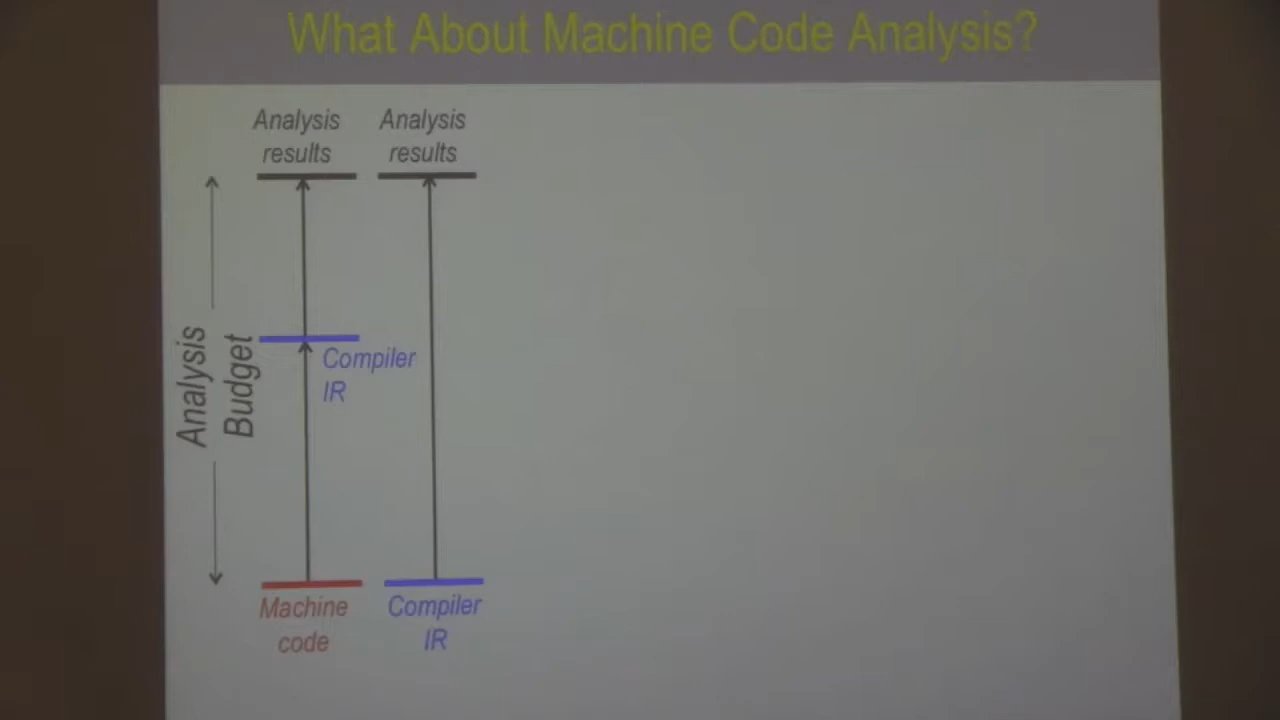 What About Machine Code Analysis?
Analysis
results
Analysis
results
Analysis
Budget
Compiler
IR
Machine
code
Compiler
IR